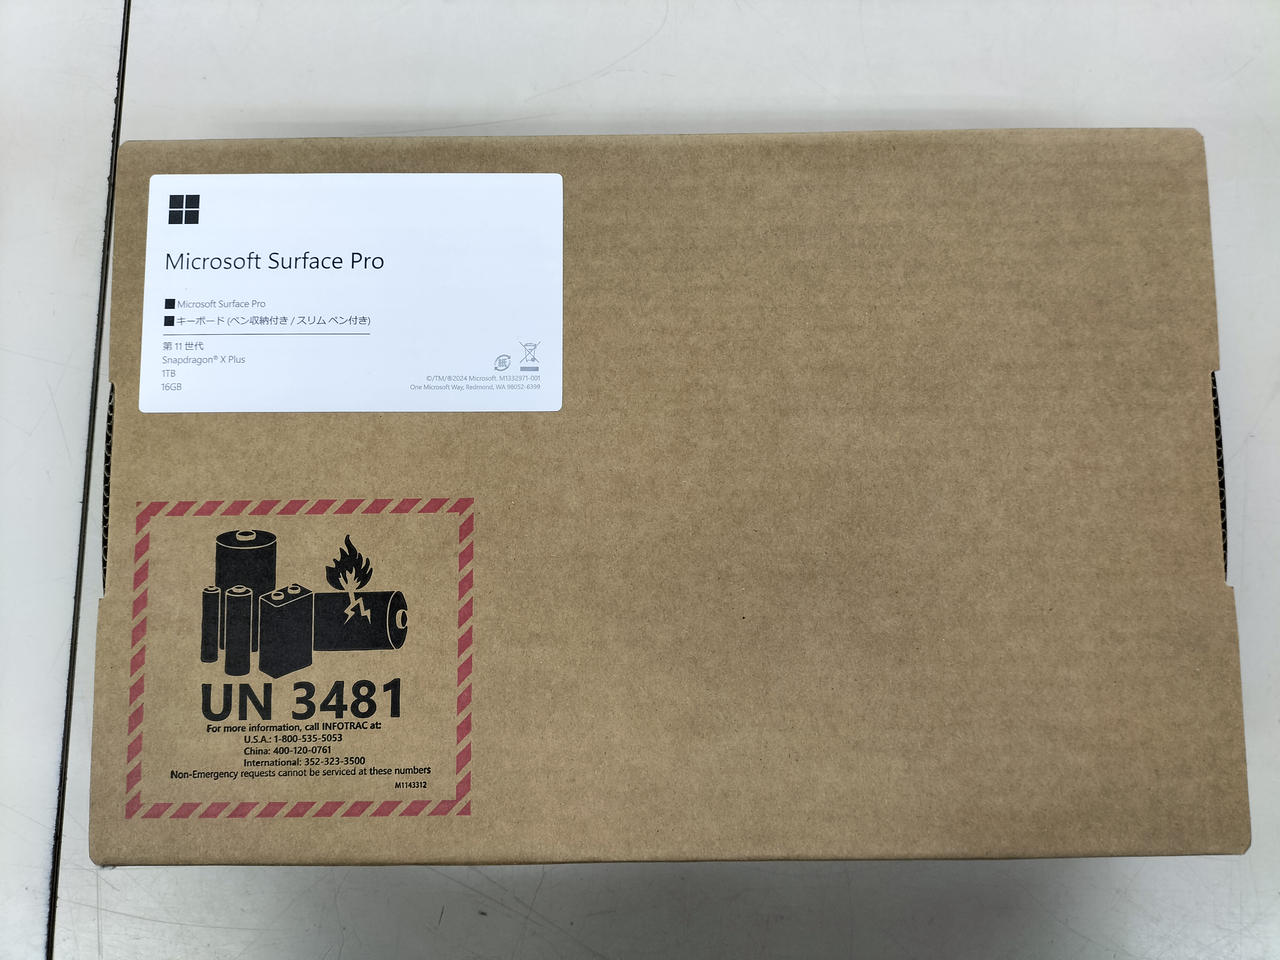 Microsoft Surface Pro
Microsoft Surface Pro
キーボード (ペン収納付き / スリム ペン付き)
第 11 世代
Snapdragon® X Plus
1TB
16GB
紙
©/TM/®2024 Microsoft. M1332971-001
One Microsoft Way, Redmond, WA 98052-6399
UN 3481
For more information, call INFOTRAC at:
U.S.A.: 1-800-535-5053
China: 400-120-0761
International: 352-323-3500
Non-Emergency requests cannot be serviced at these numbers
M1143312